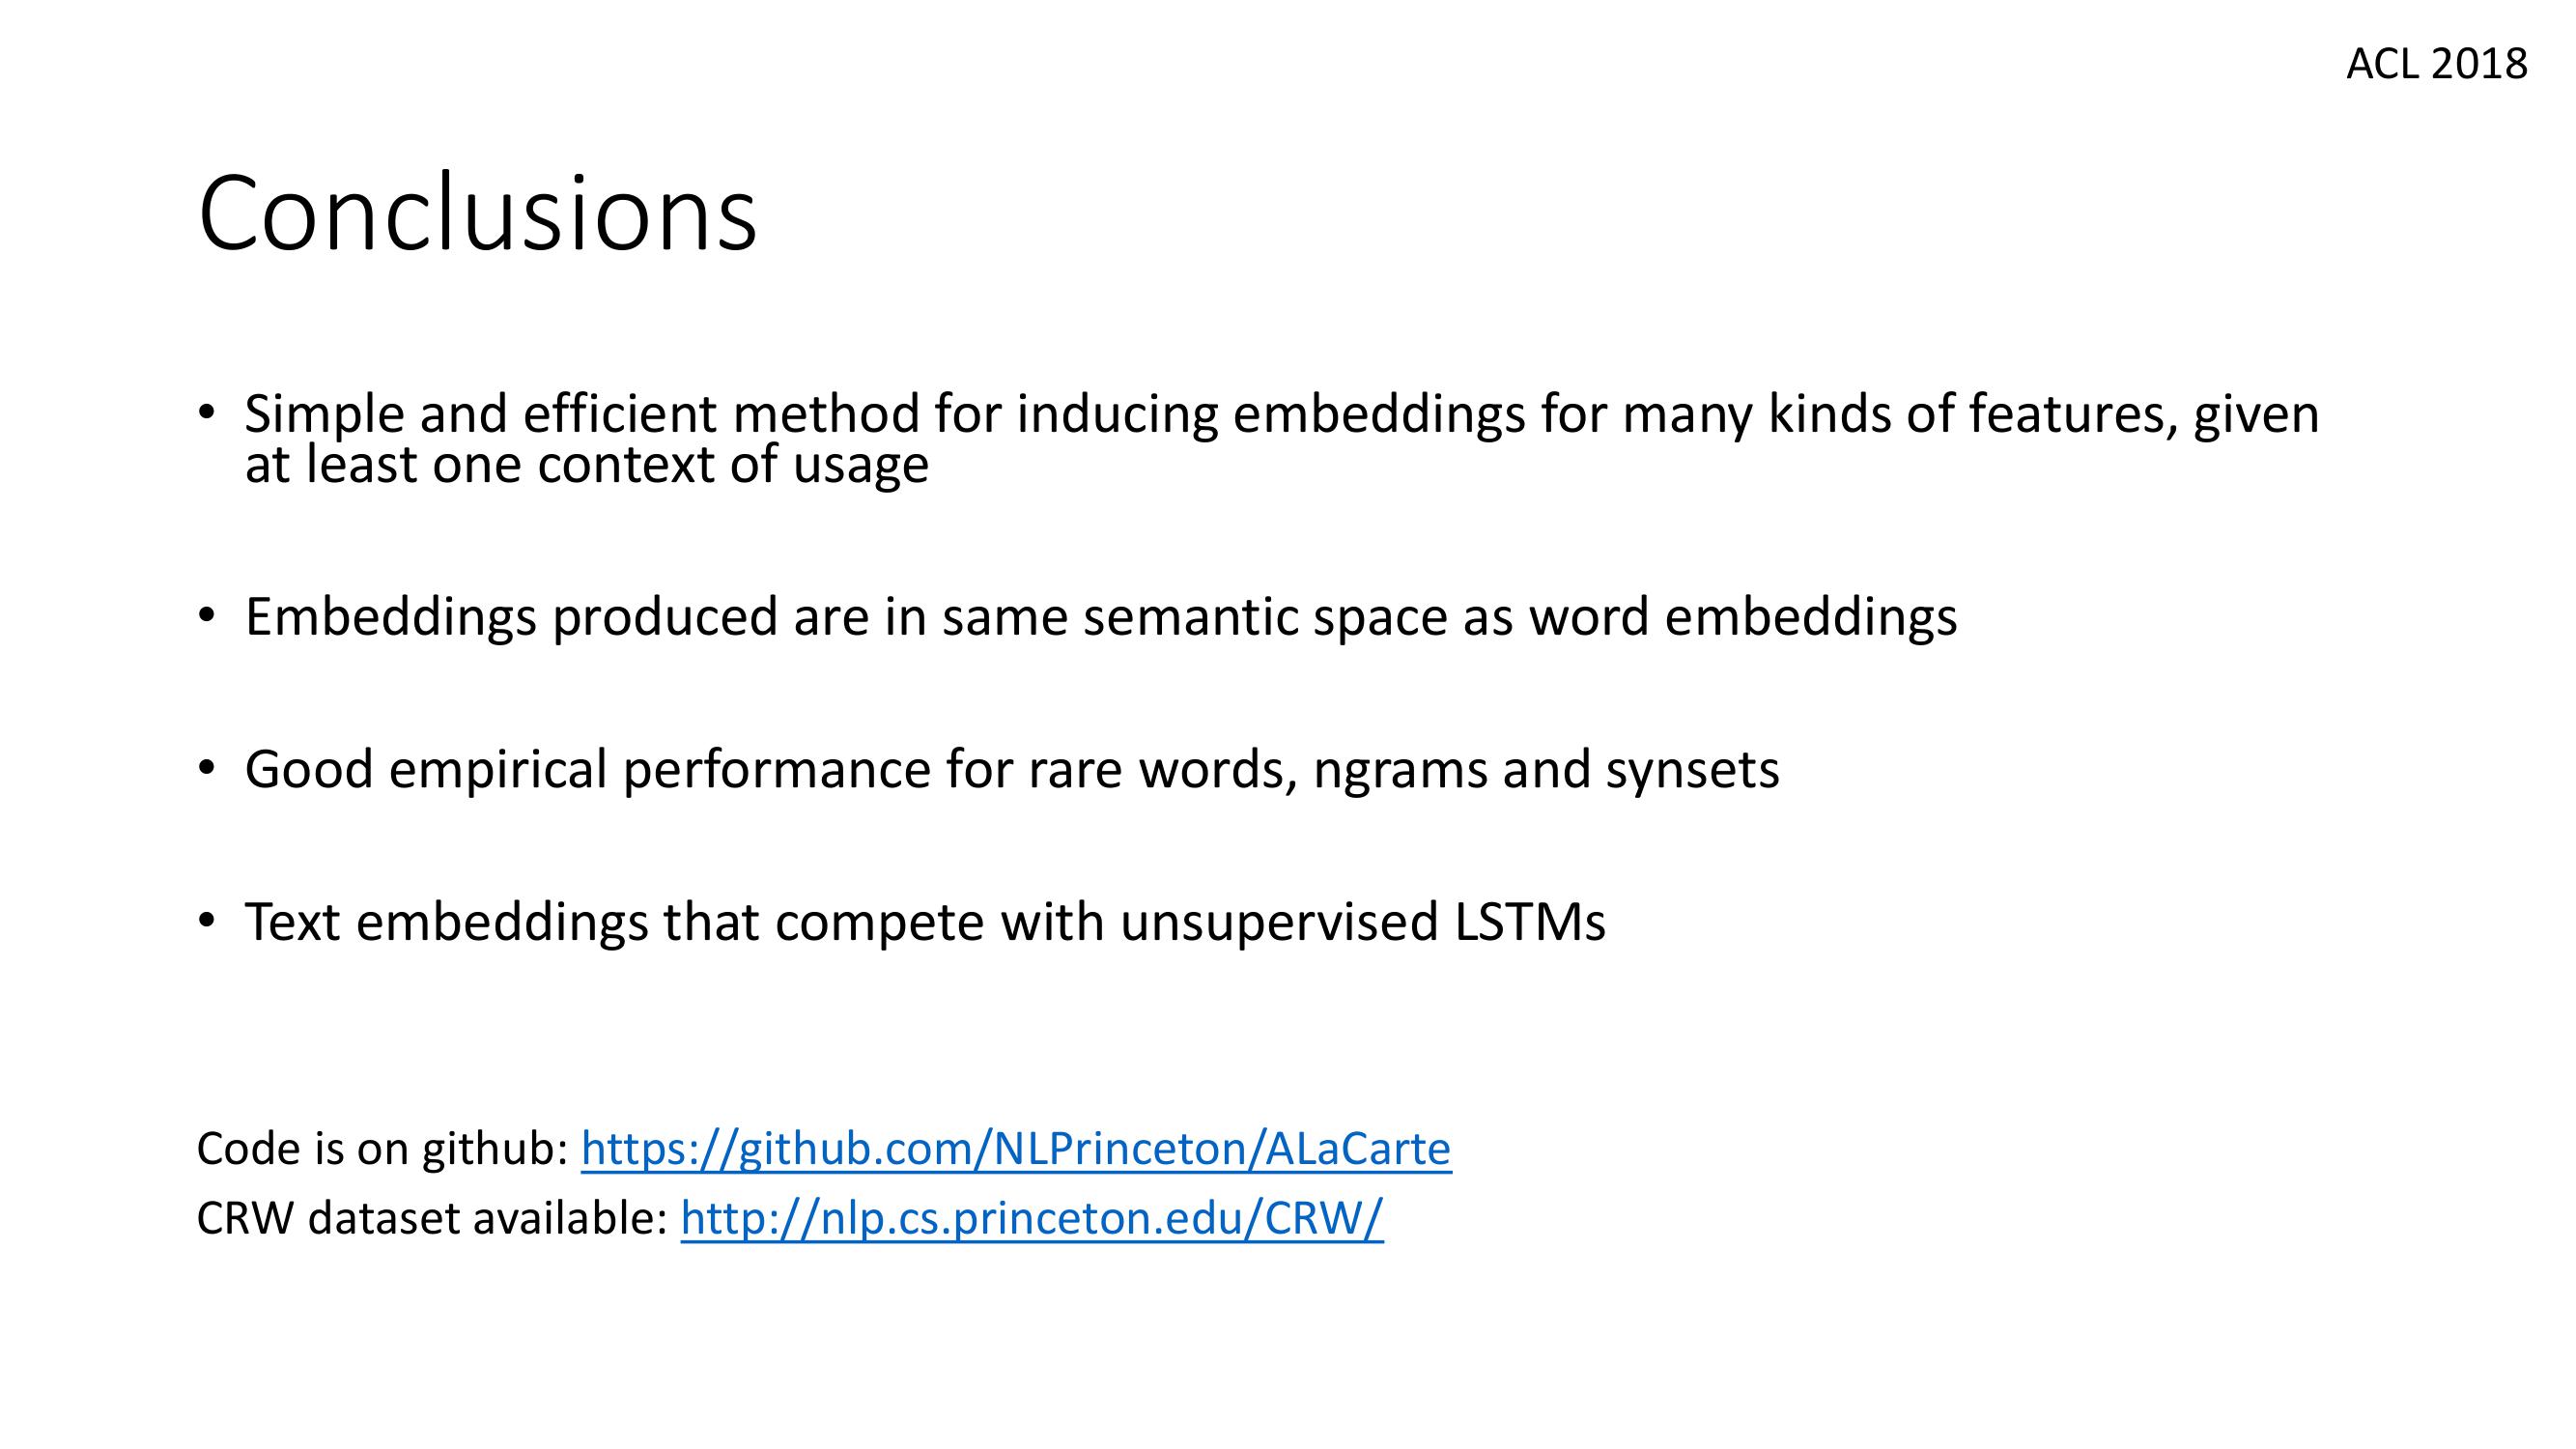 ACL 2018
Conclusions
• Simple and efficient method for inducing embeddings for many kinds of features, given
at least one context of usage
• Embeddings produced are in same semantic space as word embeddings
• Good empirical performance for rare words, ngrams and synsets
• Text embeddings that compete with unsupervised LSTMs
Code is on github: https://github.com/NLPrinceton/ALaCarte
CRW dataset available: http://nlp.cs.princeton.edu/CRW/